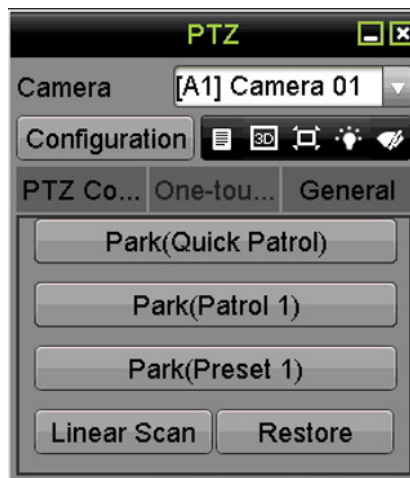 PTZ
Camera [A1] Camera 01
Configuration 3D
PTZ Co... One-tou... General
Park(Quick Patrol)
Park(Patrol 1)
Park(Preset 1)
Linear Scan Restore